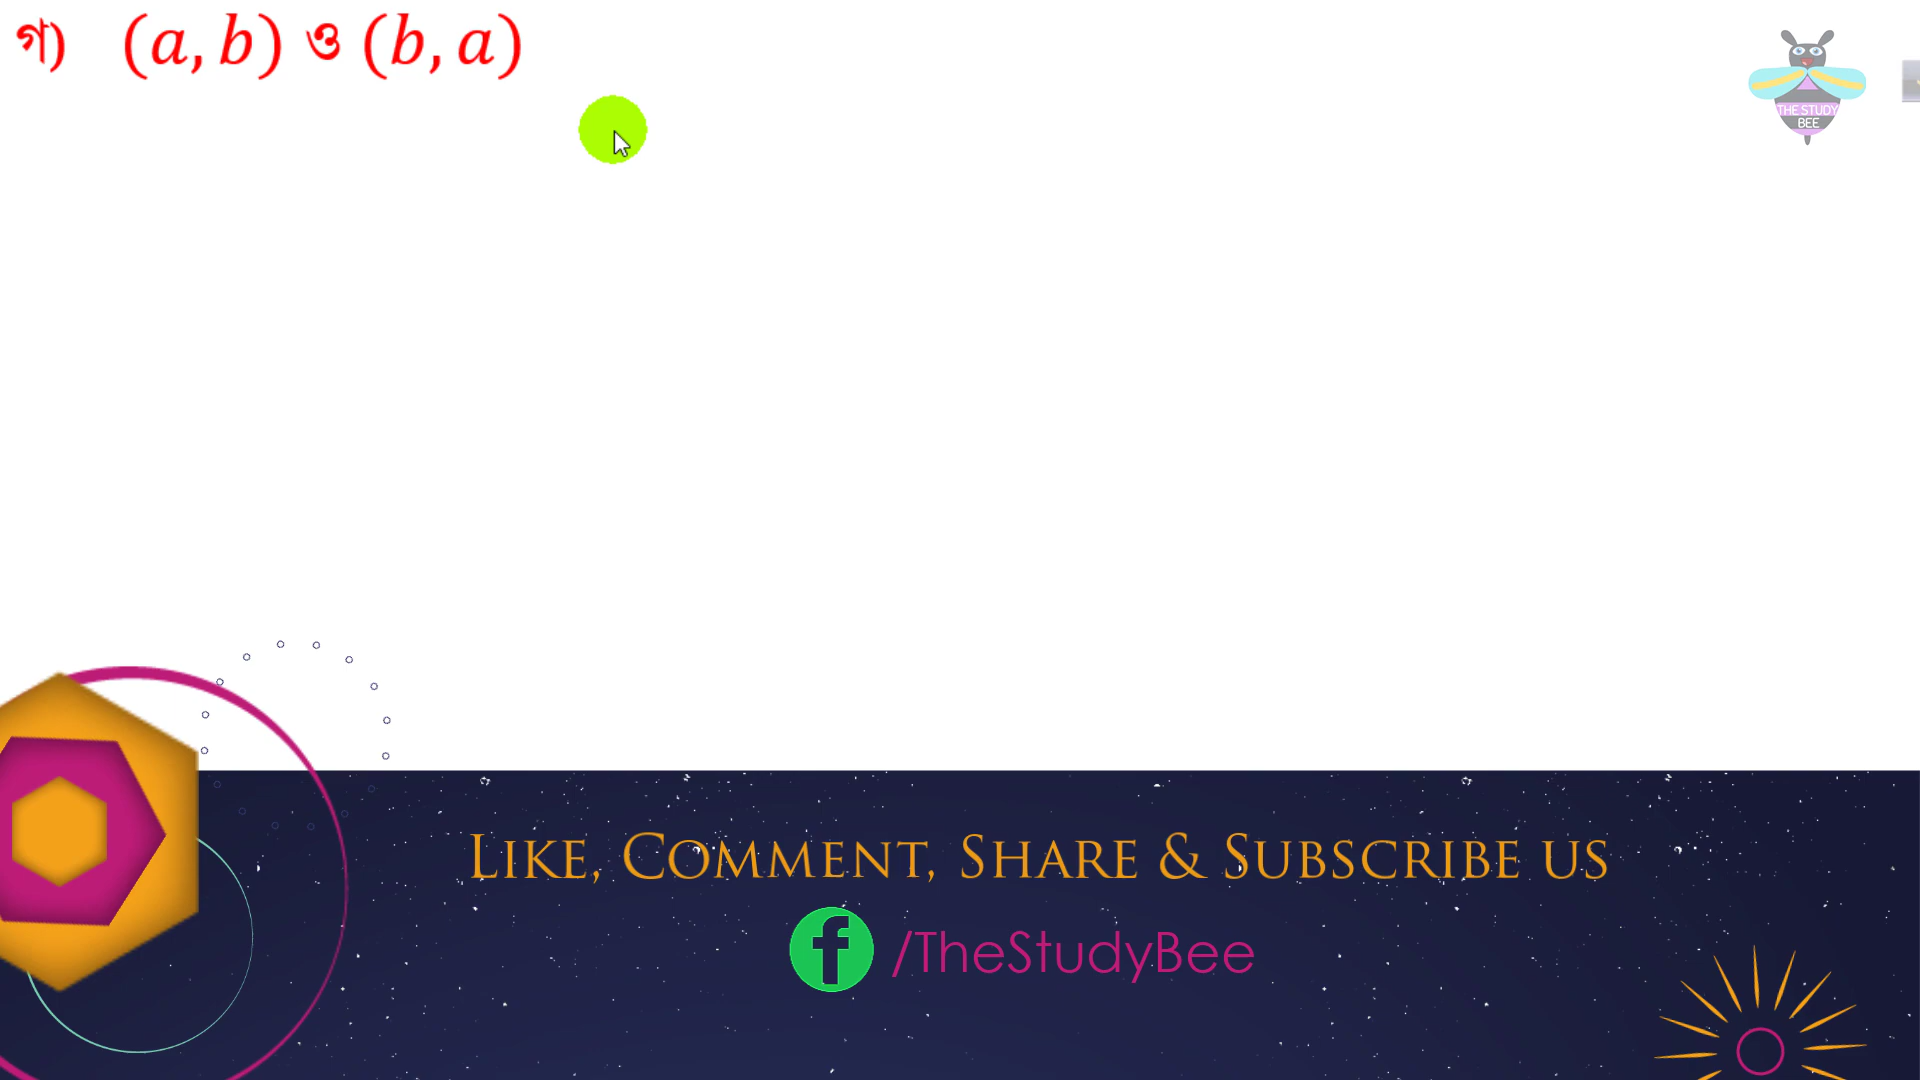 গ) (a, b) ও (b, a)
THE STUDY
BEE
LIKE, COMMENT, SHARE & SUBSCRIBE US
f /TheStudyBee